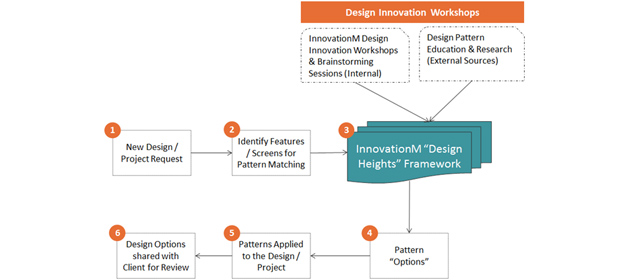 Design Innovation Workshops
InnovationM Design
Innovation Workshops
& Brainstorming
Sessions (Internal)
Design Pattern
Education & Research
(External Sources)
1
New Design /
Project Request
2
Identify Features
/ Screens for
Pattern Matching
3
InnovationM “Design
Heights” Framework
6
Design Options
shared with
Client for Review
5
Patterns Applied
to the Design /
Project
4
Pattern
“Options”